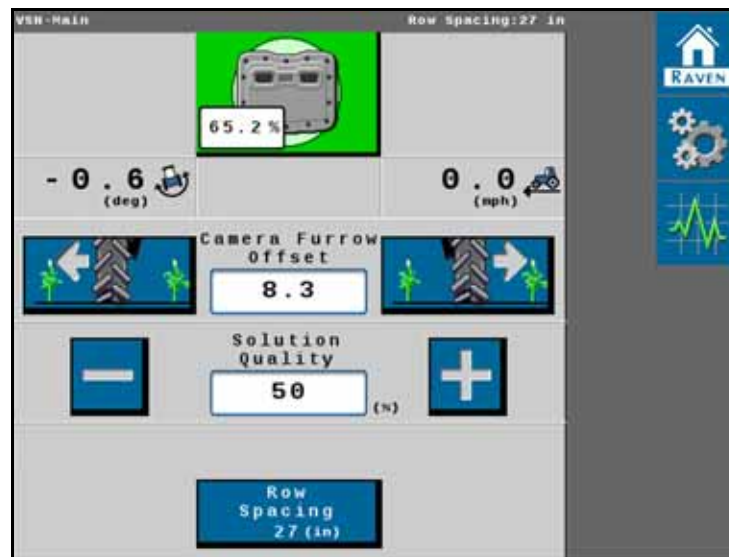 VSN-Main
Row Spacing:27 in
RAVEN
65.2%
-0.6
(deg)
0.0
(mph)
Camera Furrow
Offset
8.3
Solution
Quality
50
(%)
Row
Spacing
27 (in)